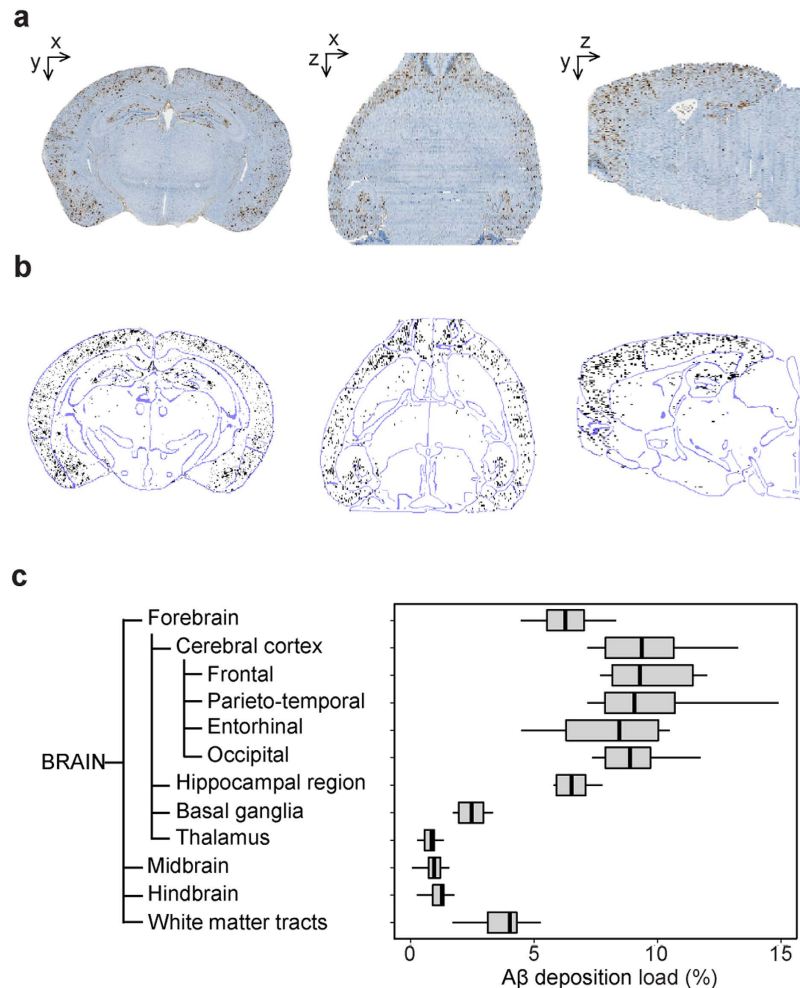 a
x
y
x
z
z
y
b
c
Forebrain
Cerebral cortex
Frontal
Parieto-temporal
Entorhinal
Occipital
BRAIN
Hippocampal region
Basal ganglia
Thalamus
Midbrain
Hindbrain
White matter tracts
0 5 10 15
Aβ deposition load (%)